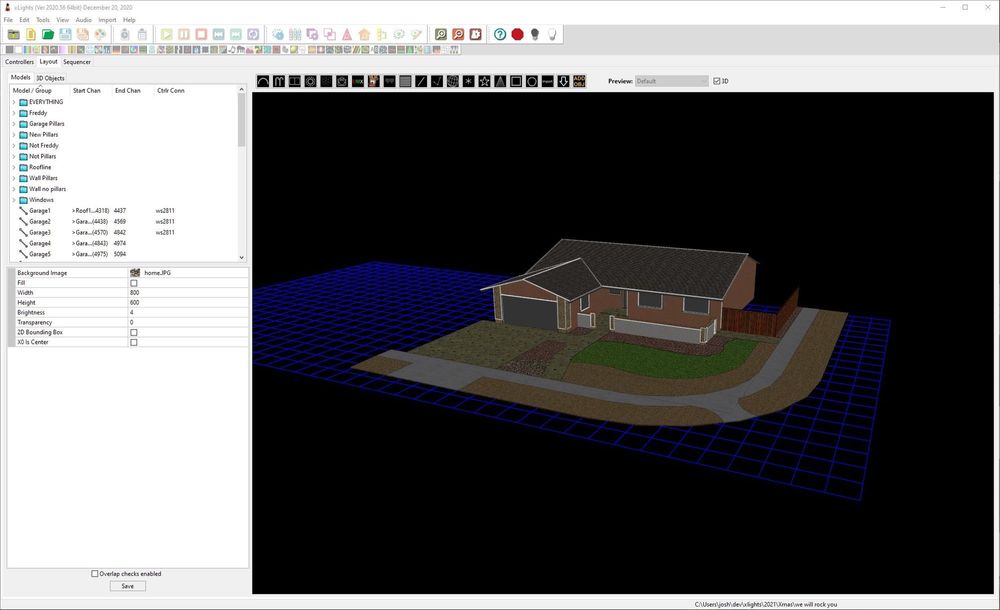 xLights (Ver 2020.56 64bit) December 20, 2020
File Edit Tools View Audio Import Help
Controllers Layout Sequencer
Models 3D Objects
Preview: Default 3D
Model / Group Start Chan End Chan Ctrlr Conn
EVERYTHING
Freddy
Garage Pillars
New Pillars
Not Freddy
Not Pillars
Roofline
Wall Pillars
Wall no pillars
Windows
Garage1 > Roof1...4318) 4437 ws2811
Garage2 > Gara...(4438) 4569 ws2811
Garage3 > Gara...(4570) 4842 ws2811
Garage4 > Gara...(4843) 4974
Garage5 > Gara...(4975) 5094
Background Image home.JPG
Fill
Width 800
Height 600
Brightness 4
Transparency 0
2D Bounding Box
X0 Is Center
Overlap checks enabled
Save
C:\Users\josh\dev\xlights\2021\Xmas\we will rock you